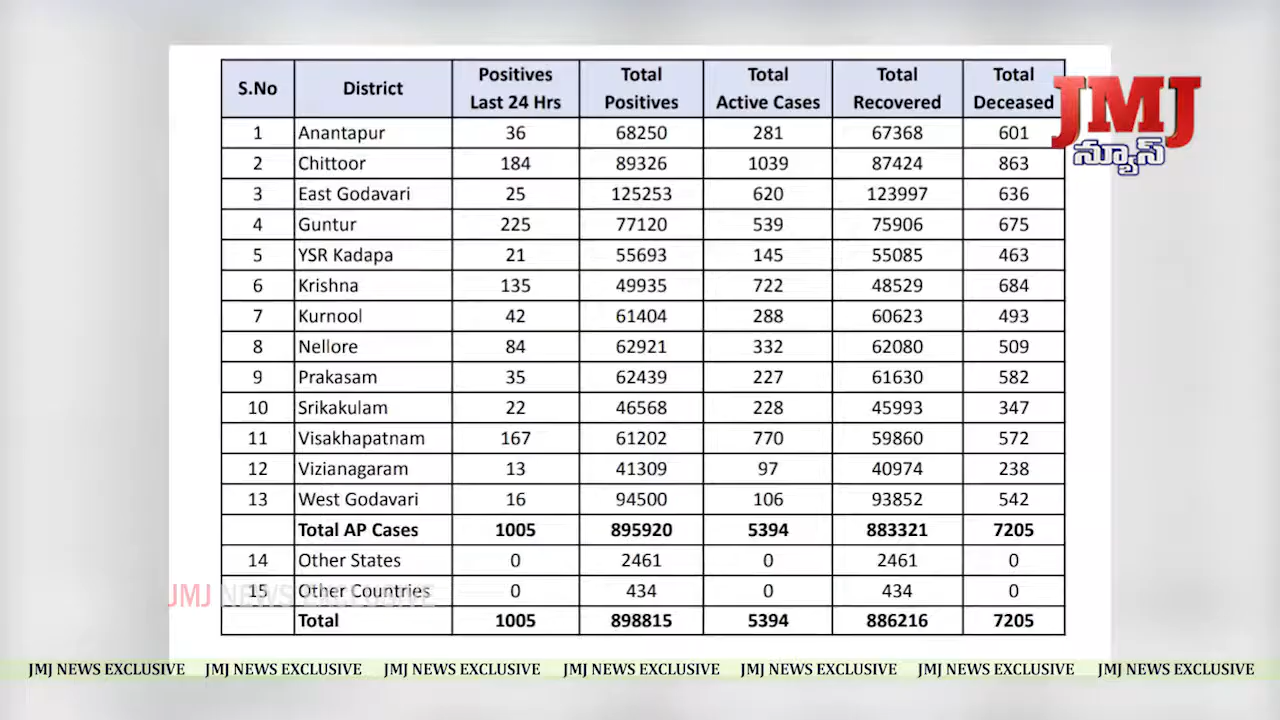 S.No District Positives Last 24 Hrs Total Positives Total Active Cases Total Recovered Total Deceased
1 Anantapur 36 68250 281 67368 601
2 Chittoor 184 89326 1039 87424 863
3 East Godavari 25 125253 620 123997 636
4 Guntur 225 77120 539 75906 675
5 YSR Kadapa 21 55693 145 55085 463
6 Krishna 135 49935 722 48529 684
7 Kurnool 42 61404 288 60623 493
8 Nellore 84 62921 332 62080 509
9 Prakasam 35 62439 227 61630 582
10 Srikakulam 22 46568 228 45993 347
11 Visakhapatnam 167 61202 770 59860 572
12 Vizianagaram 13 41309 97 40974 238
13 West Godavari 16 94500 106 93852 542
Total AP Cases 1005 895920 5394 883321 7205
14 Other States 0 2461 0 2461 0
15 Other Countries 0 434 0 434 0
Total 1005 898815 5394 886216 7205
JMJ
న్యూస్
JMJ NEWS EXCLUSIVE
JMJ NEWS EXCLUSIVE JMJ NEWS EXCLUSIVE JMJ NEWS EXCLUSIVE JMJ NEWS EXCLUSIVE JMJ NEWS EXCLUSIVE JMJ NEWS EXCLUSIVE JMJ NEWS EXCLUSIVE